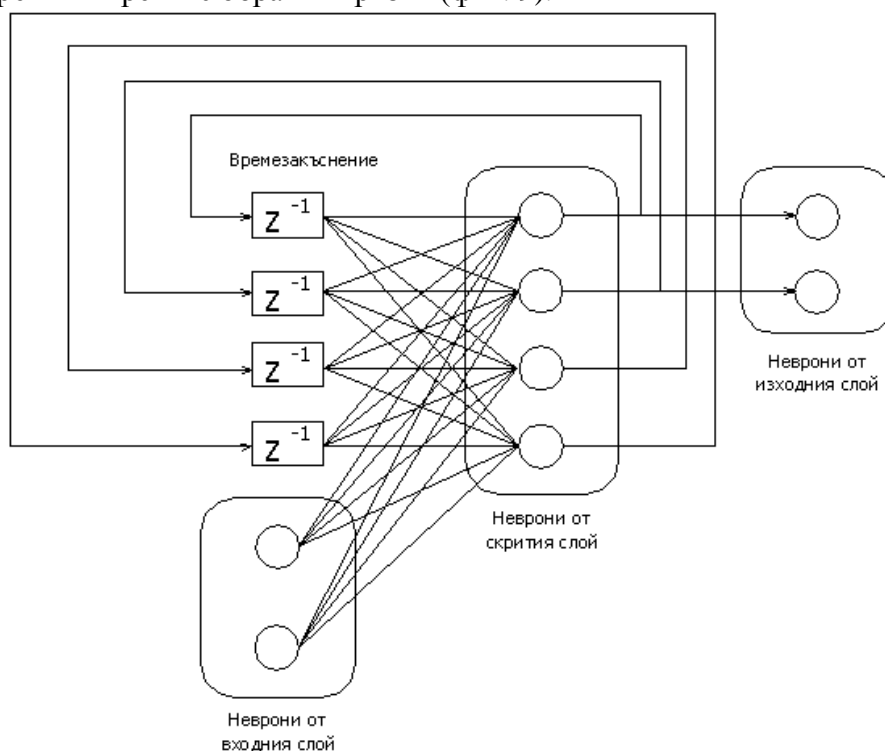 Времезакъснение
z -1
z -1
z -1
z -1
Неврони от
изходния слой
Неврони от
скрития слой
Неврони от
входния слой